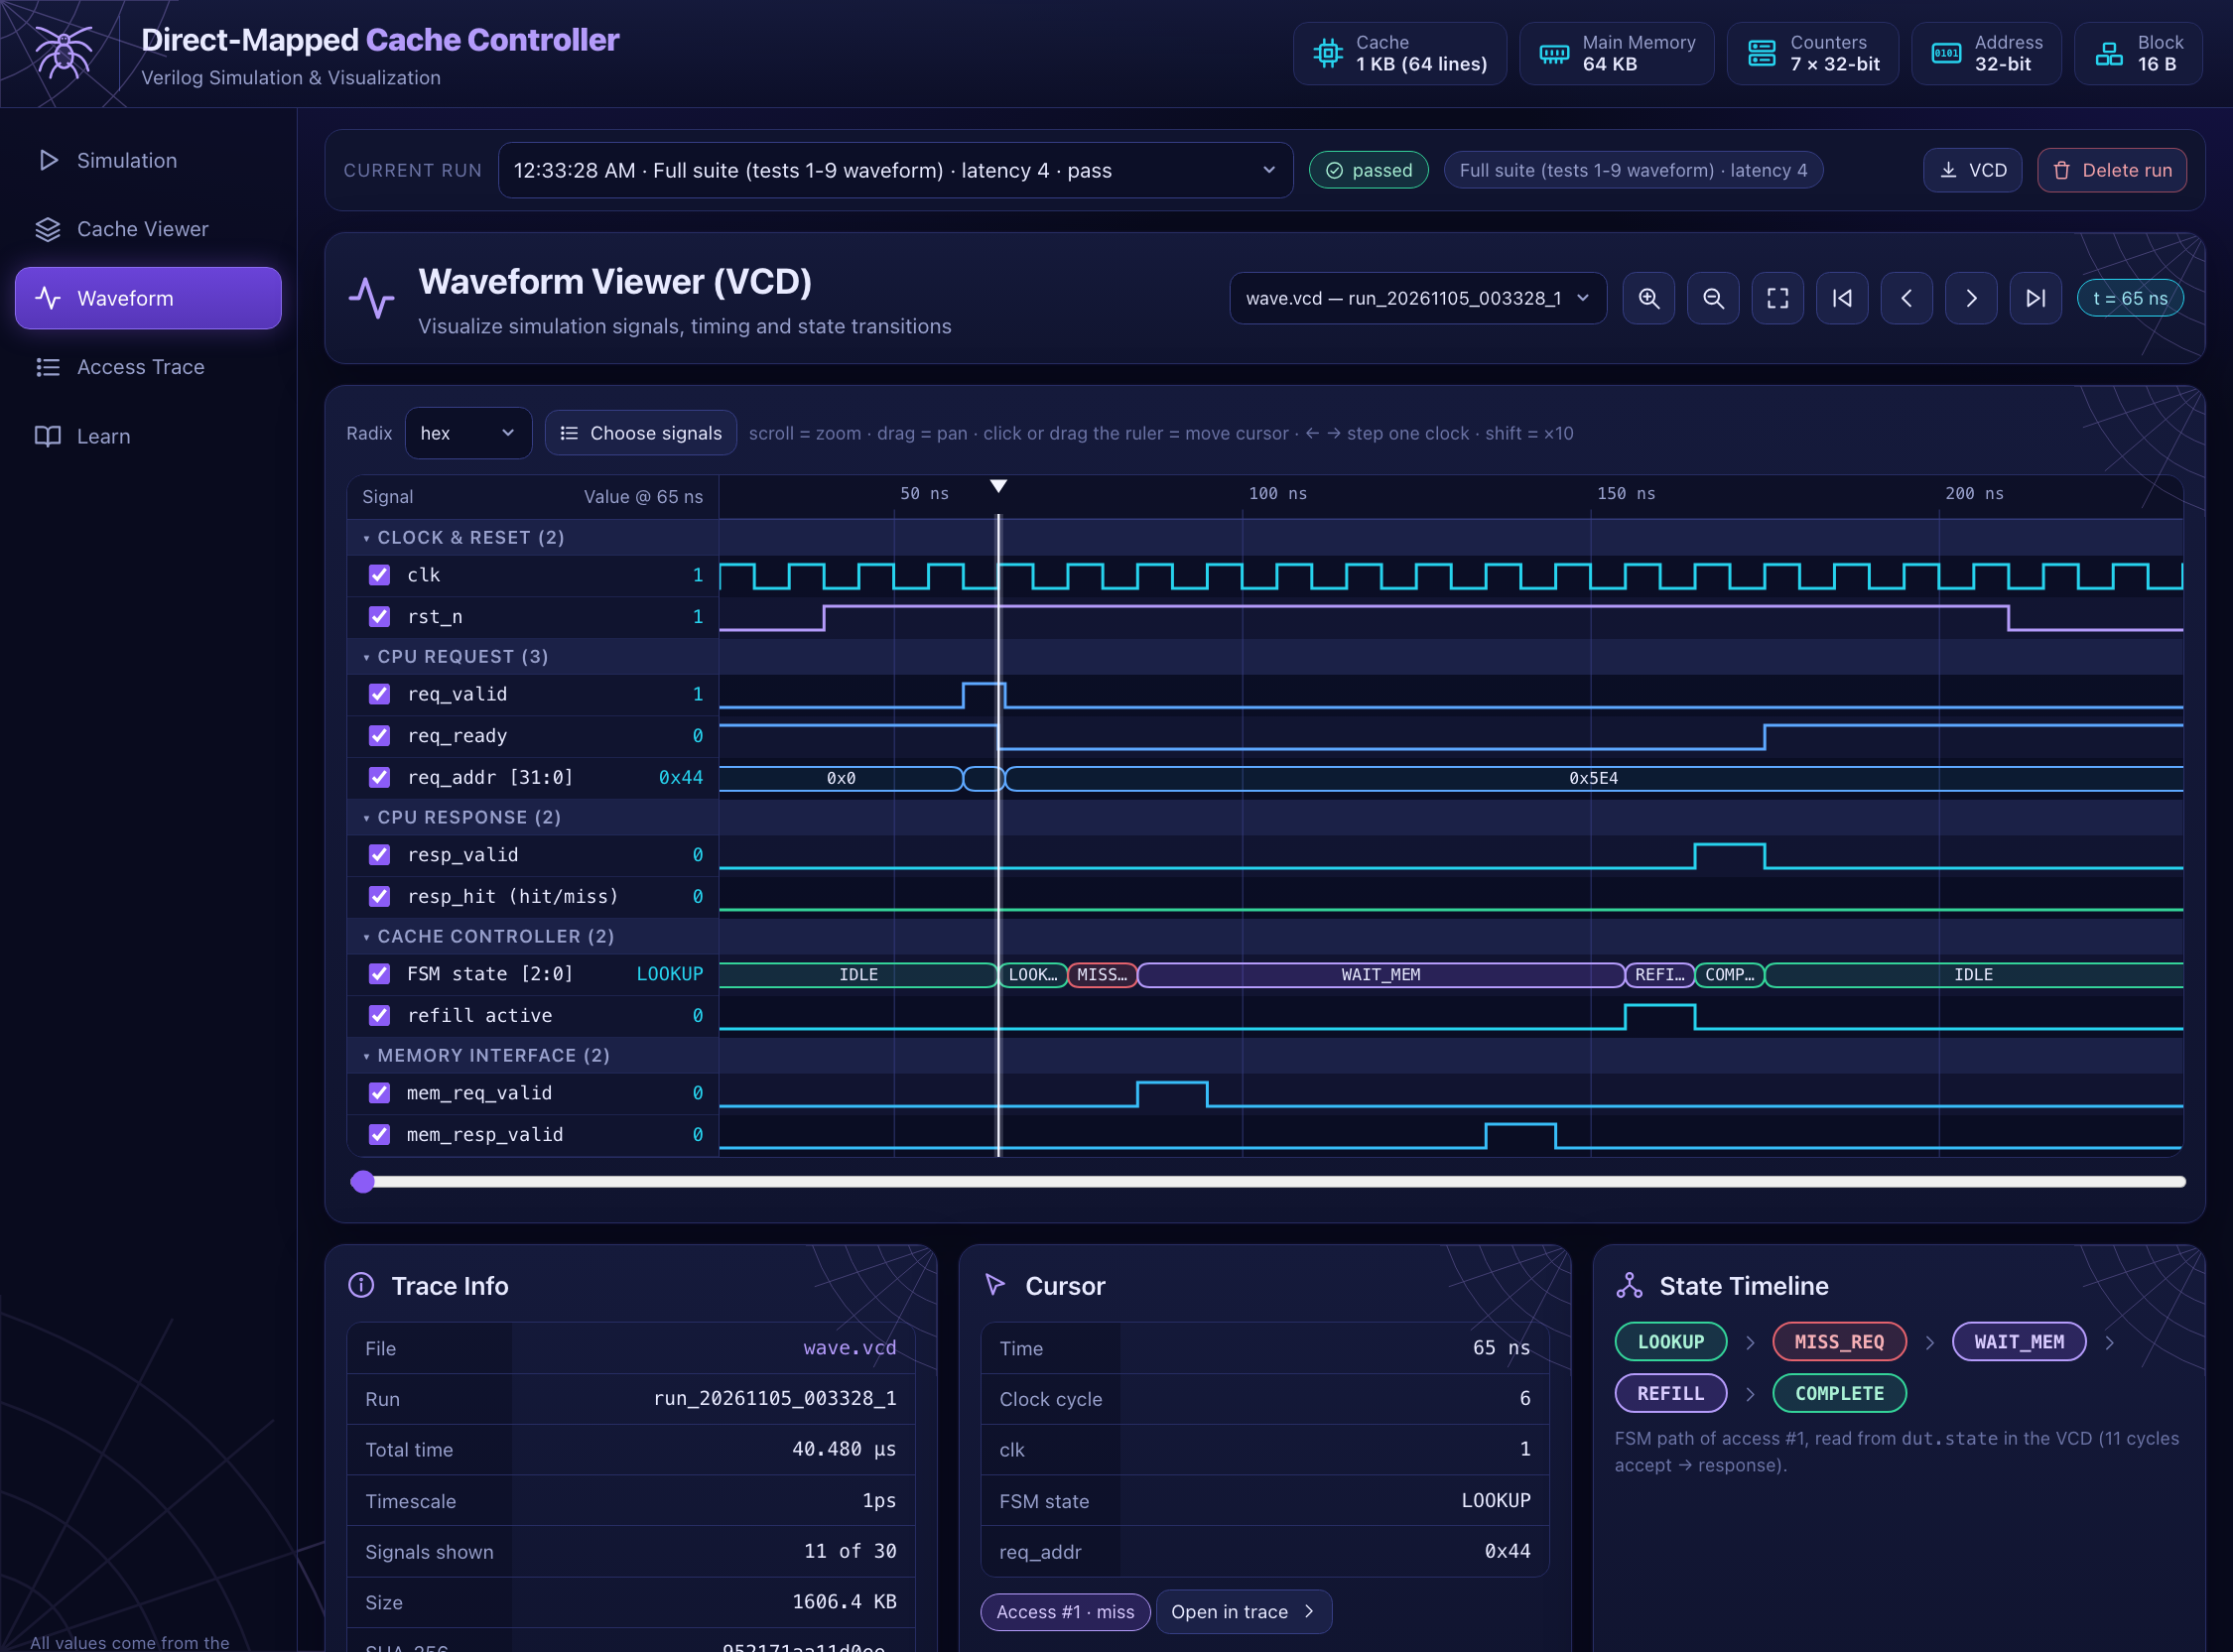 Direct-Mapped Cache Controller
Verilog Simulation & Visualization
Cache
1 KB (64 lines)
Main Memory
64 KB
Counters
7 × 32-bit
0101
Address
32-bit
Block
16 B
Simulation
Cache Viewer
Waveform
Access Trace
Learn
CURRENT RUN
12:33:28 AM · Full suite (tests 1-9 waveform) · latency 4 · pass
passed
Full suite (tests 1-9 waveform) · latency 4
VCD
Delete run
Waveform Viewer (VCD)
Visualize simulation signals, timing and state transitions
wave.vcd — run_20261105_003328_1
t = 65 ns
Radix
hex
Choose signals
scroll = zoom · drag = pan · click or drag the ruler = move cursor · ← → step one clock · shift = ×10
Signal
Value @ 65 ns
50 ns
100 ns
150 ns
200 ns
CLOCK & RESET (2)
clk 1
rst_n 1
CPU REQUEST (3)
req_valid 1
req_ready 0
req_addr [31:0] 0x44
0x0
0x5E4
CPU RESPONSE (2)
resp_valid 0
resp_hit (hit/miss) 0
CACHE CONTROLLER (2)
FSM state [2:0] LOOKUP
IDLE
LOOK…
MISS…
WAIT_MEM
REFI…
COMP…
IDLE
refill active 0
MEMORY INTERFACE (2)
mem_req_valid 0
mem_resp_valid 0
Trace Info
File wave.vcd
Run run_20261105_003328_1
Total time 40.480 µs
Timescale 1ps
Signals shown 11 of 30
Size 1606.4 KB
Cursor
Time 65 ns
Clock cycle 6
clk 1
FSM state LOOKUP
req_addr 0x44
Access #1 · miss
Open in trace
State Timeline
LOOKUP
MISS_REQ
WAIT_MEM
REFILL
COMPLETE
FSM path of access #1, read from dut.state in the VCD (11 cycles
accept → response).
All values come from the